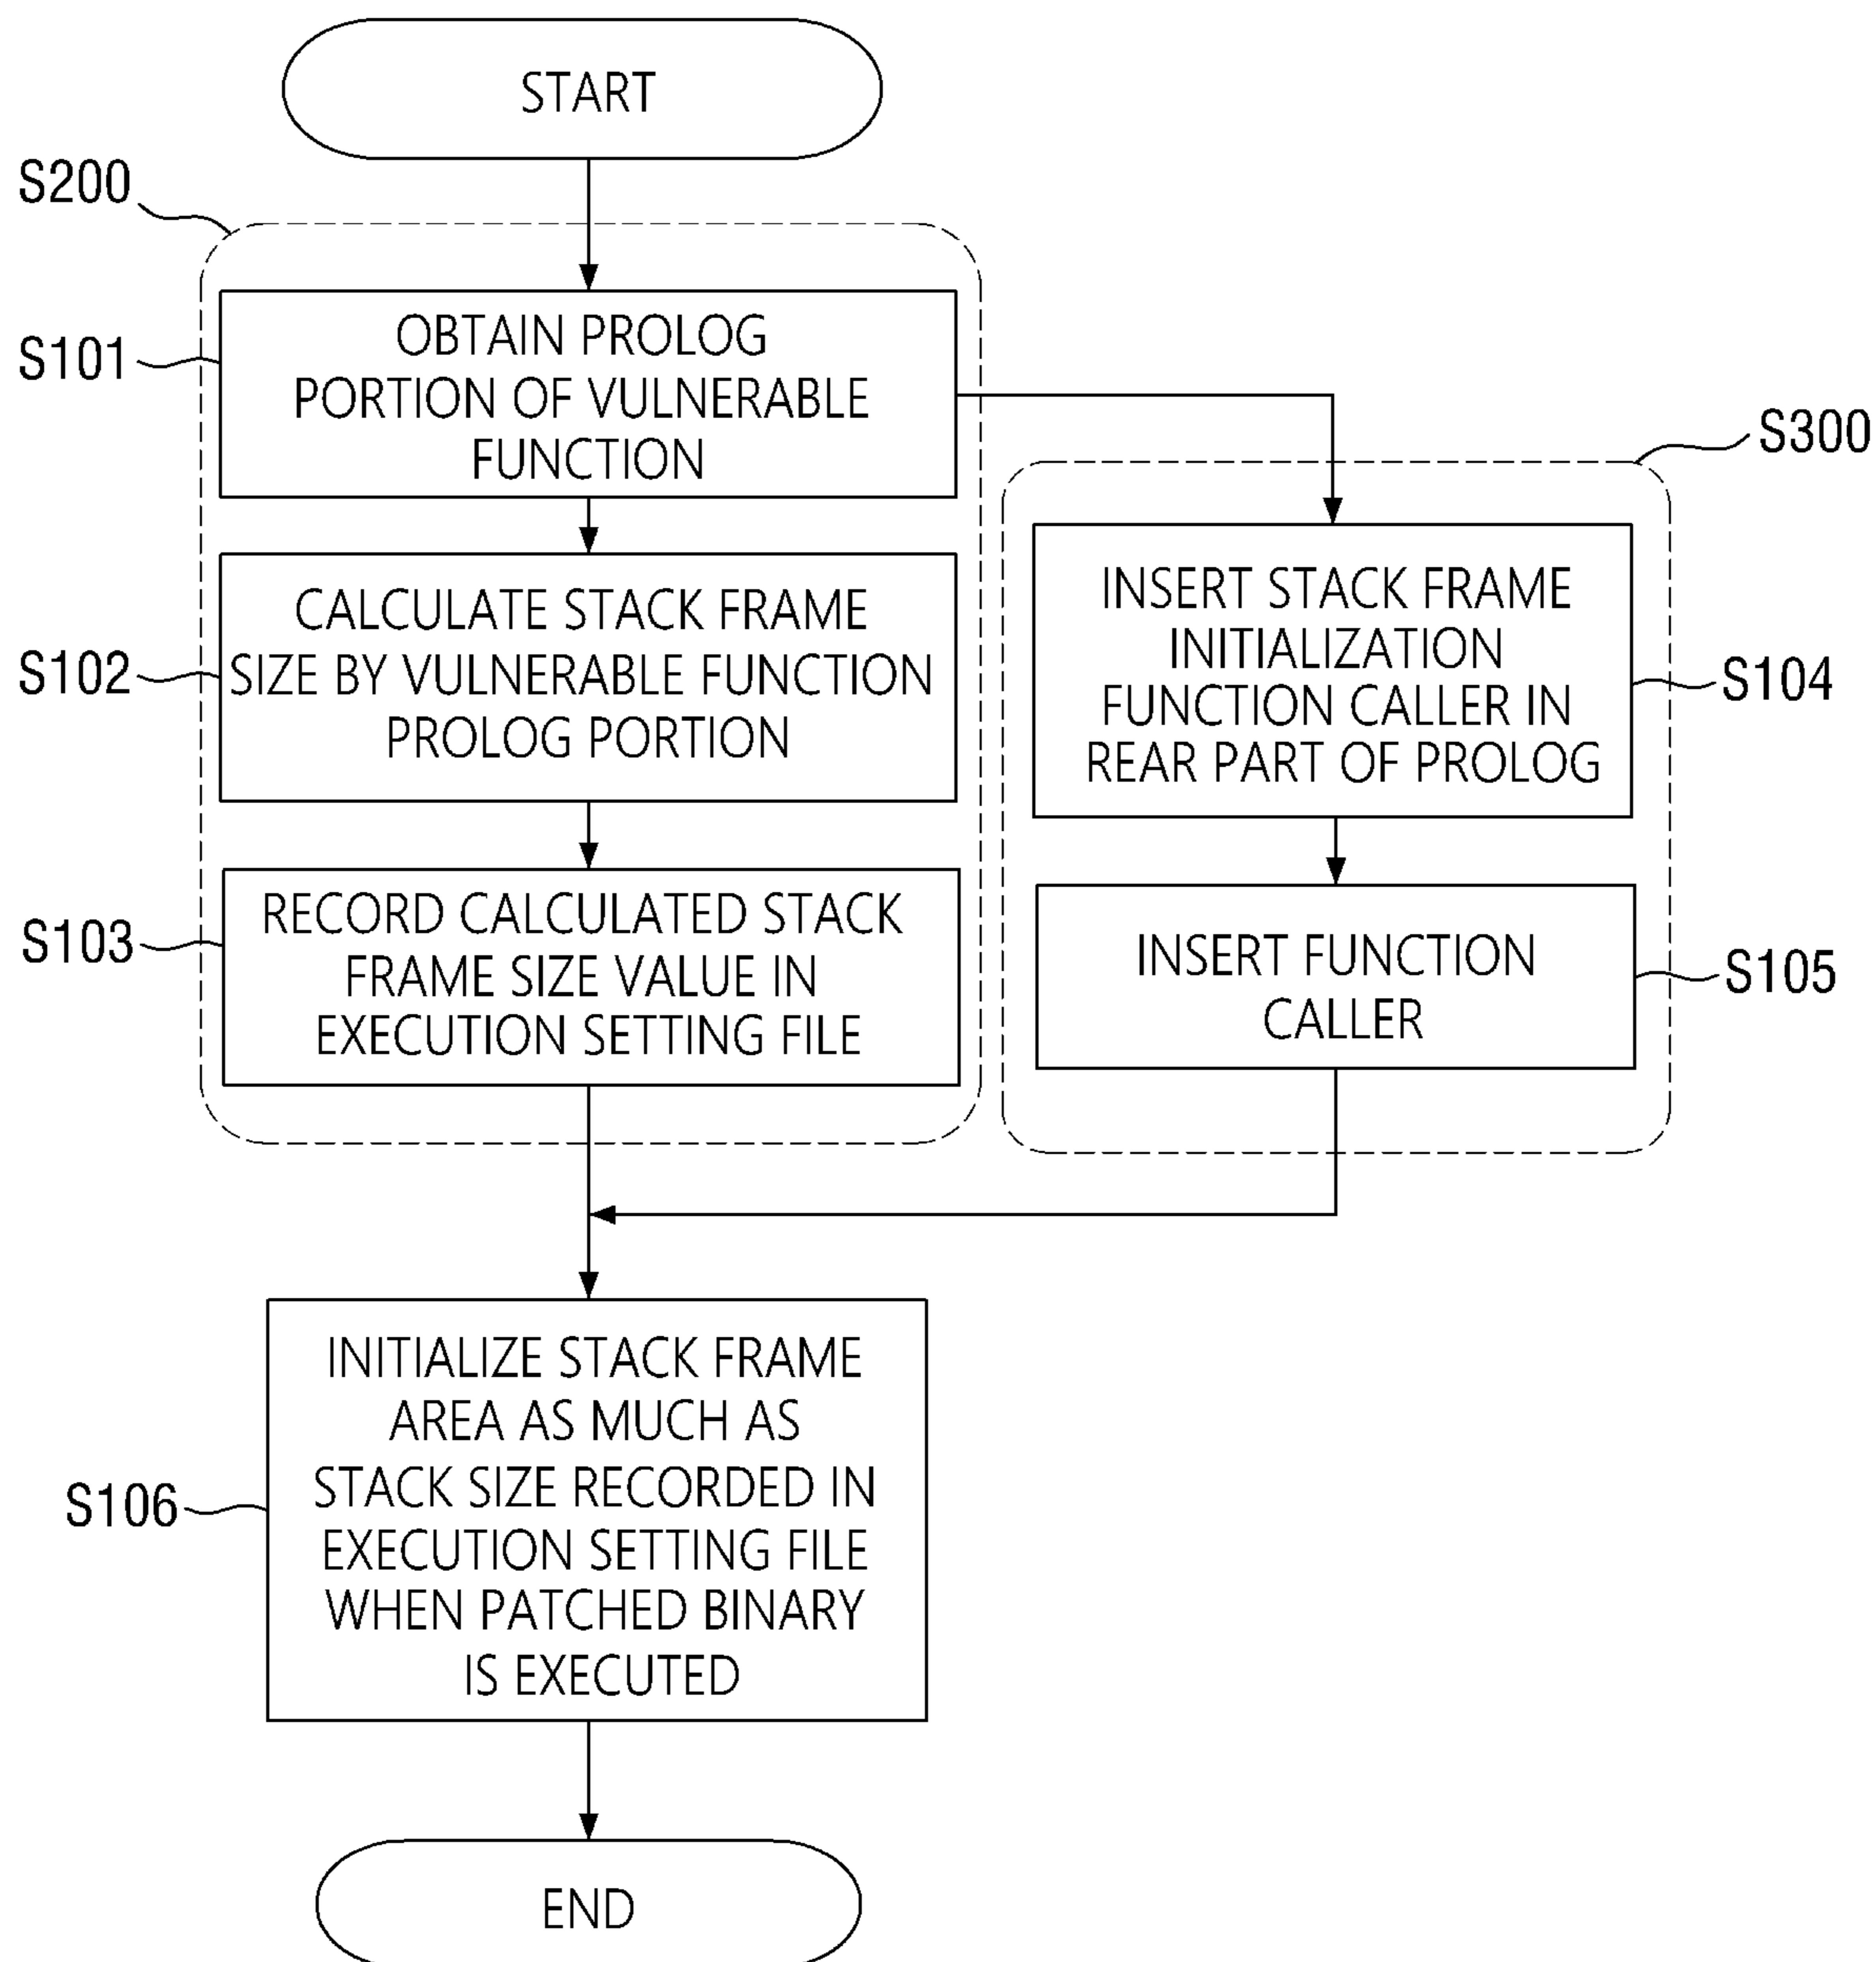 START
S200
S101
OBTAIN PROLOG
PORTION OF VULNERABLE
FUNCTION
S300
S102
CALCULATE STACK FRAME
SIZE BY VULNERABLE FUNCTION
PROLOG PORTION
INSERT STACK FRAME
INITIALIZATION
FUNCTION CALLER IN
REAR PART OF PROLOG
S104
S103
RECORD CALCULATED STACK
FRAME SIZE VALUE IN
EXECUTION SETTING FILE
INSERT FUNCTION
CALLER
S105
S106
INITIALIZE STACK FRAME
AREA AS MUCH AS
STACK SIZE RECORDED IN
EXECUTION SETTING FILE
WHEN PATCHED BINARY
IS EXECUTED
END